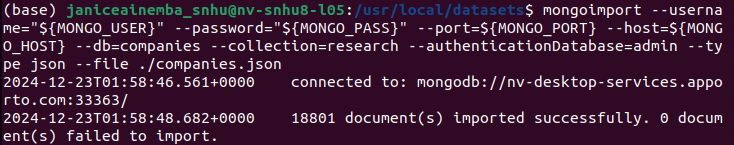 (base) janiceainemba_snhu@nv-snhu8-l05:/usr/local/datasets$ mongoimport --userna
me="${MONGO_USER}" --password="${MONGO_PASS}" --port=${MONGO_PORT} --host=${MONG
O_HOST} --db=companies --collection=research --authenticationDatabase=admin --ty
pe json --file ./companies.json
2024-12-23T01:58:46.561+0000    connected to: mongodb://nv-desktop-services.appo
rto.com:33363/
2024-12-23T01:58:48.682+0000    18801 document(s) imported successfully. 0 docum
ent(s) failed to import.